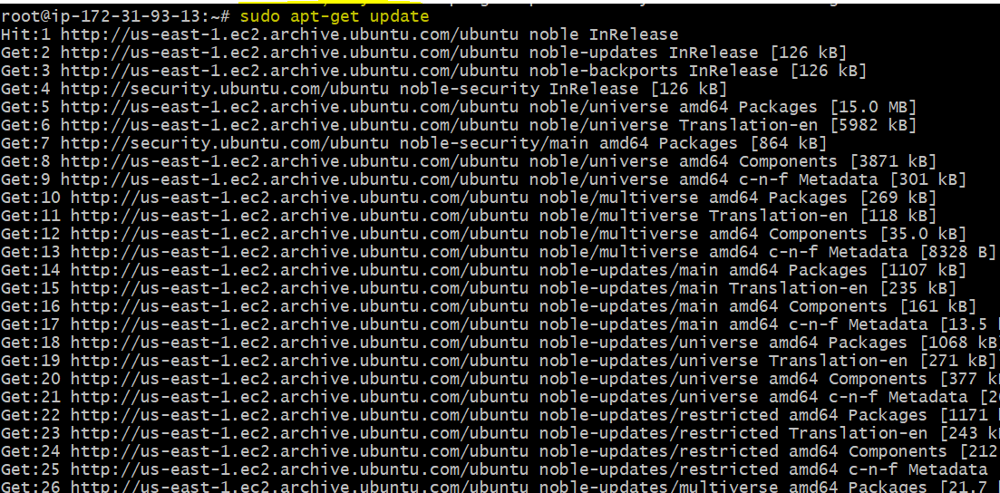 root@ip-172-31-93-13:~# sudo apt-get update
Hit:1 http://us-east-1.ec2.archive.ubuntu.com/ubuntu noble InRelease
Get:2 http://us-east-1.ec2.archive.ubuntu.com/ubuntu noble-updates InRelease [126 kB]
Get:3 http://us-east-1.ec2.archive.ubuntu.com/ubuntu noble-backports InRelease [126 kB]
Get:4 http://security.ubuntu.com/ubuntu noble-security InRelease [126 kB]
Get:5 http://us-east-1.ec2.archive.ubuntu.com/ubuntu noble/universe amd64 Packages [15.0 MB]
Get:6 http://us-east-1.ec2.archive.ubuntu.com/ubuntu noble/universe Translation-en [5982 kB]
Get:7 http://security.ubuntu.com/ubuntu noble-security/main amd64 Packages [864 kB]
Get:8 http://us-east-1.ec2.archive.ubuntu.com/ubuntu noble/universe amd64 Components [3871 kB]
Get:9 http://us-east-1.ec2.archive.ubuntu.com/ubuntu noble/universe amd64 c-n-f Metadata [301 kB]
Get:10 http://us-east-1.ec2.archive.ubuntu.com/ubuntu noble/multiverse amd64 Packages [269 kB]
Get:11 http://us-east-1.ec2.archive.ubuntu.com/ubuntu noble/multiverse Translation-en [118 kB]
Get:12 http://us-east-1.ec2.archive.ubuntu.com/ubuntu noble/multiverse amd64 Components [35.0 kB]
Get:13 http://us-east-1.ec2.archive.ubuntu.com/ubuntu noble/multiverse amd64 c-n-f Metadata [8328 B]
Get:14 http://us-east-1.ec2.archive.ubuntu.com/ubuntu noble-updates/main amd64 Packages [1107 kB]
Get:15 http://us-east-1.ec2.archive.ubuntu.com/ubuntu noble-updates/main Translation-en [235 kB]
Get:16 http://us-east-1.ec2.archive.ubuntu.com/ubuntu noble-updates/main amd64 Components [161 kB]
Get:17 http://us-east-1.ec2.archive.ubuntu.com/ubuntu noble-updates/main amd64 c-n-f Metadata [13.5
Get:18 http://us-east-1.ec2.archive.ubuntu.com/ubuntu noble-updates/universe amd64 Packages [1068 kB
Get:19 http://us-east-1.ec2.archive.ubuntu.com/ubuntu noble-updates/universe Translation-en [271 kB]
Get:20 http://us-east-1.ec2.archive.ubuntu.com/ubuntu noble-updates/universe amd64 Components [377
Get:21 http://us-east-1.ec2.archive.ubuntu.com/ubuntu noble-updates/universe amd64 c-n-f Metadata
Get:22 http://us-east-1.ec2.archive.ubuntu.com/ubuntu noble-updates/restricted amd64 Packages [1171
Get:23 http://us-east-1.ec2.archive.ubuntu.com/ubuntu noble-updates/restricted Translation-en [243
Get:24 http://us-east-1.ec2.archive.ubuntu.com/ubuntu noble-updates/restricted amd64 Components [212
Get:25 http://us-east-1.ec2.archive.ubuntu.com/ubuntu noble-updates/restricted amd64 c-n-f Metadata
Get:26 http://us-east-1.ec2.archive.ubuntu.com/ubuntu noble-updates/multiverse amd64 Packages [21.7